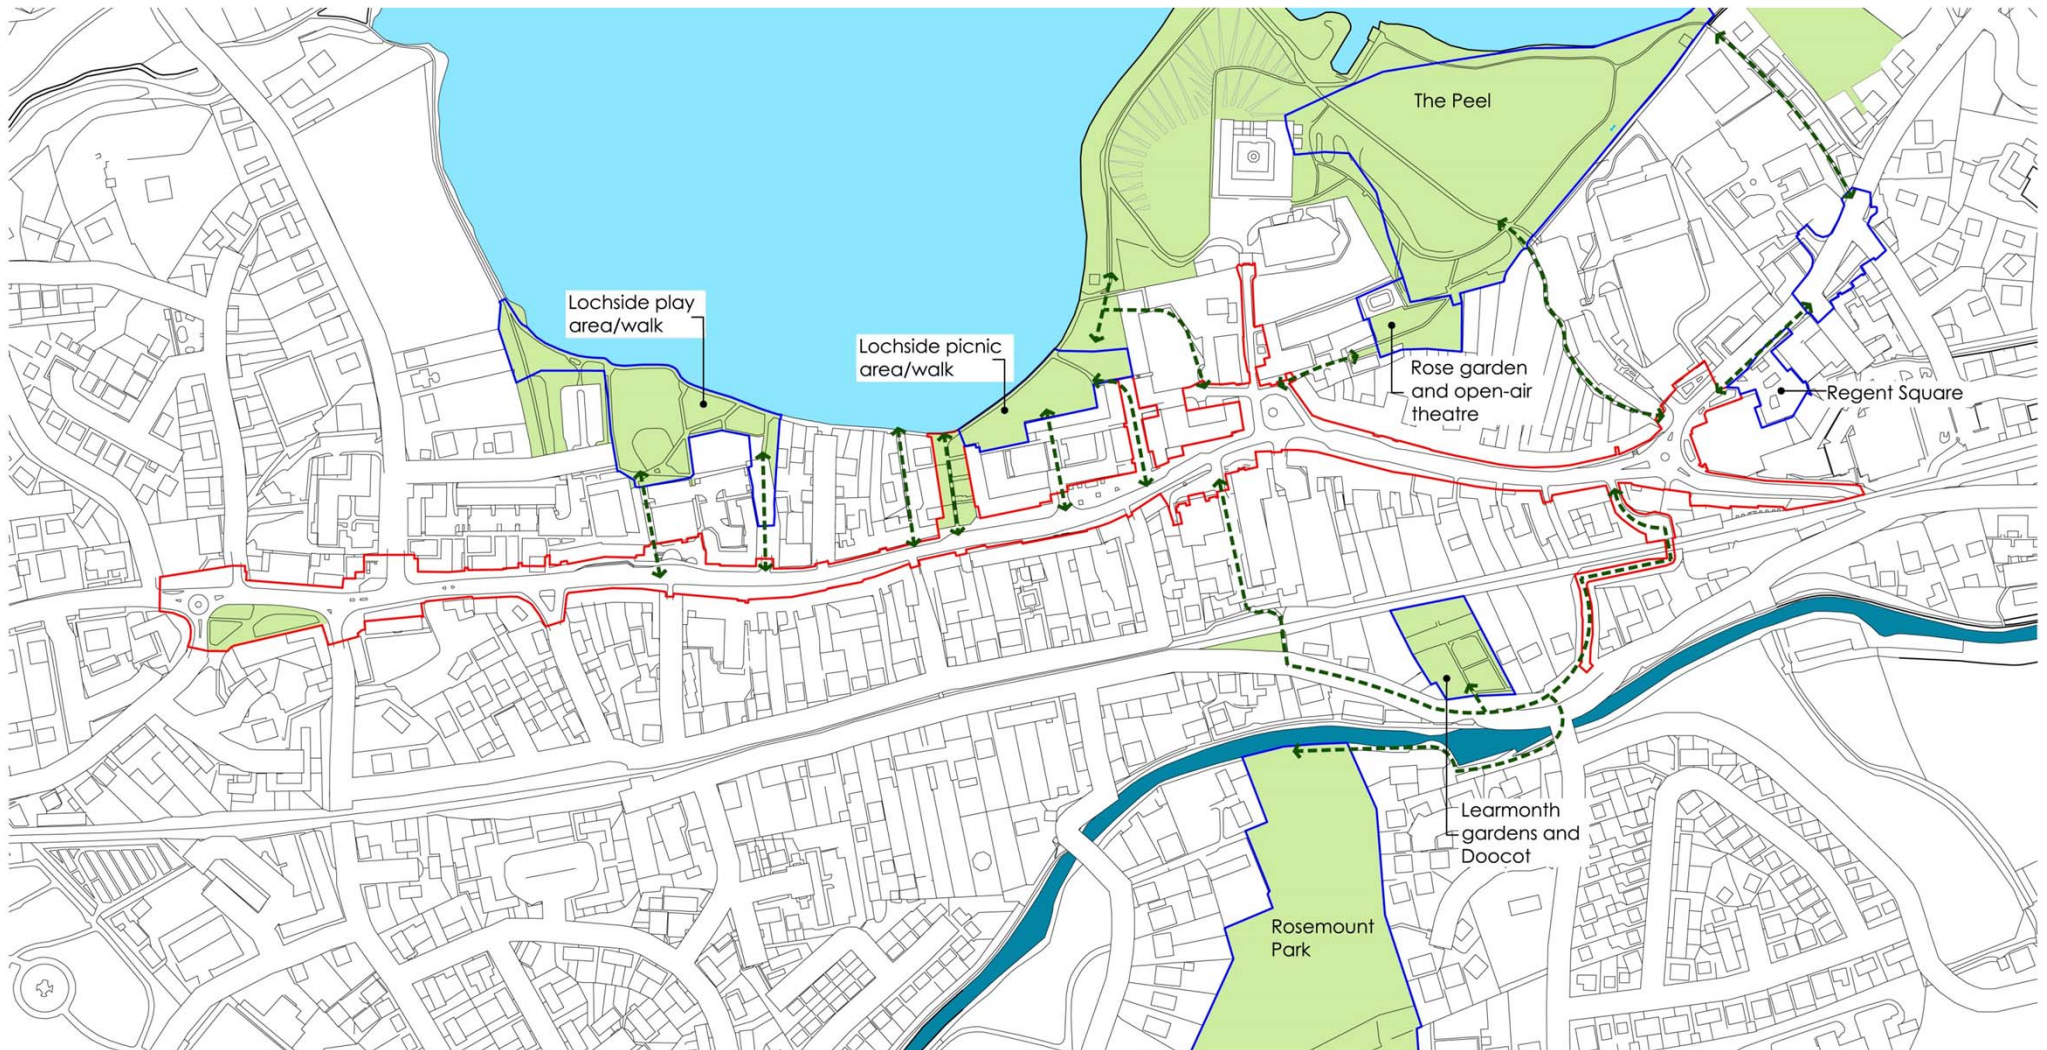 The Peel
Lochside play
area/walk
Lochside picnic
area/walk
Rose garden
and open-air
theatre
Regent Square
Learmonth
gardens and
Doocot
Rosemount
Park